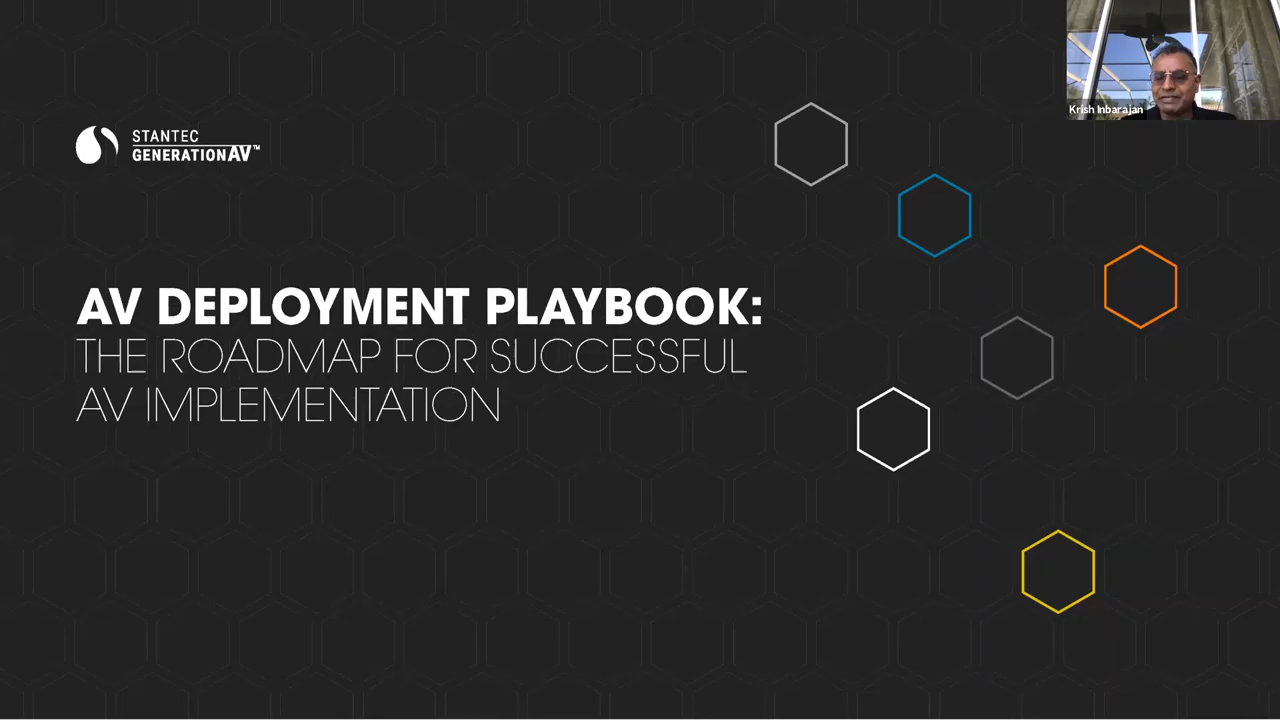 STANTEC
GENERATIONAV™
AV DEPLOYMENT PLAYBOOK:
THE ROADMAP FOR SUCCESSFUL
AV IMPLEMENTATION
Krish Inbarajan